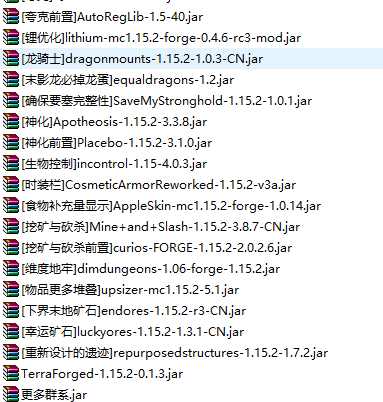 [夸克前置]AutoRegLib-1.5-40.jar
[锂优化]lithium-mc1.15.2-forge-0.4.6-rc3-mod.jar
[龙骑士]dragonmounts-1.15.2-1.0.3-CN.jar
[末影龙必掉龙蛋]equaldragons-1.2.jar
[确保要塞完整性]SaveMyStronghold-1.15.2-1.0.1.jar
[神化]Apotheosis-1.15.2-3.3.8.jar
[神化前置]Placebo-1.15.2-3.1.0.jar
[生物控制]incontrol-1.15-4.0.3.jar
[时装栏]CosmeticArmorReworked-1.15.2-v3a.jar
[食物补充量显示]AppleSkin-mc1.15.2-forge-1.0.14.jar
[挖矿与砍杀]Mine+and+Slash-1.15.2-3.8.7-CN.jar
[挖矿与砍杀前置]curios-FORGE-1.15.2-2.0.2.6.jar
[维度地牢]dimdungeons-1.06-forge-1.15.2.jar
[物品更多堆叠]upsizer-mc1.15.2-5.1.jar
[下界末地矿石]endores-1.15.2-r3-CN.jar
[幸运矿石]luckyores-1.15.2-1.3.1-CN.jar
[重新设计的遗迹]repurposedstructures-1.15.2-1.7.2.jar
TerraForged-1.15.2-0.1.3.jar
更多群系.jar